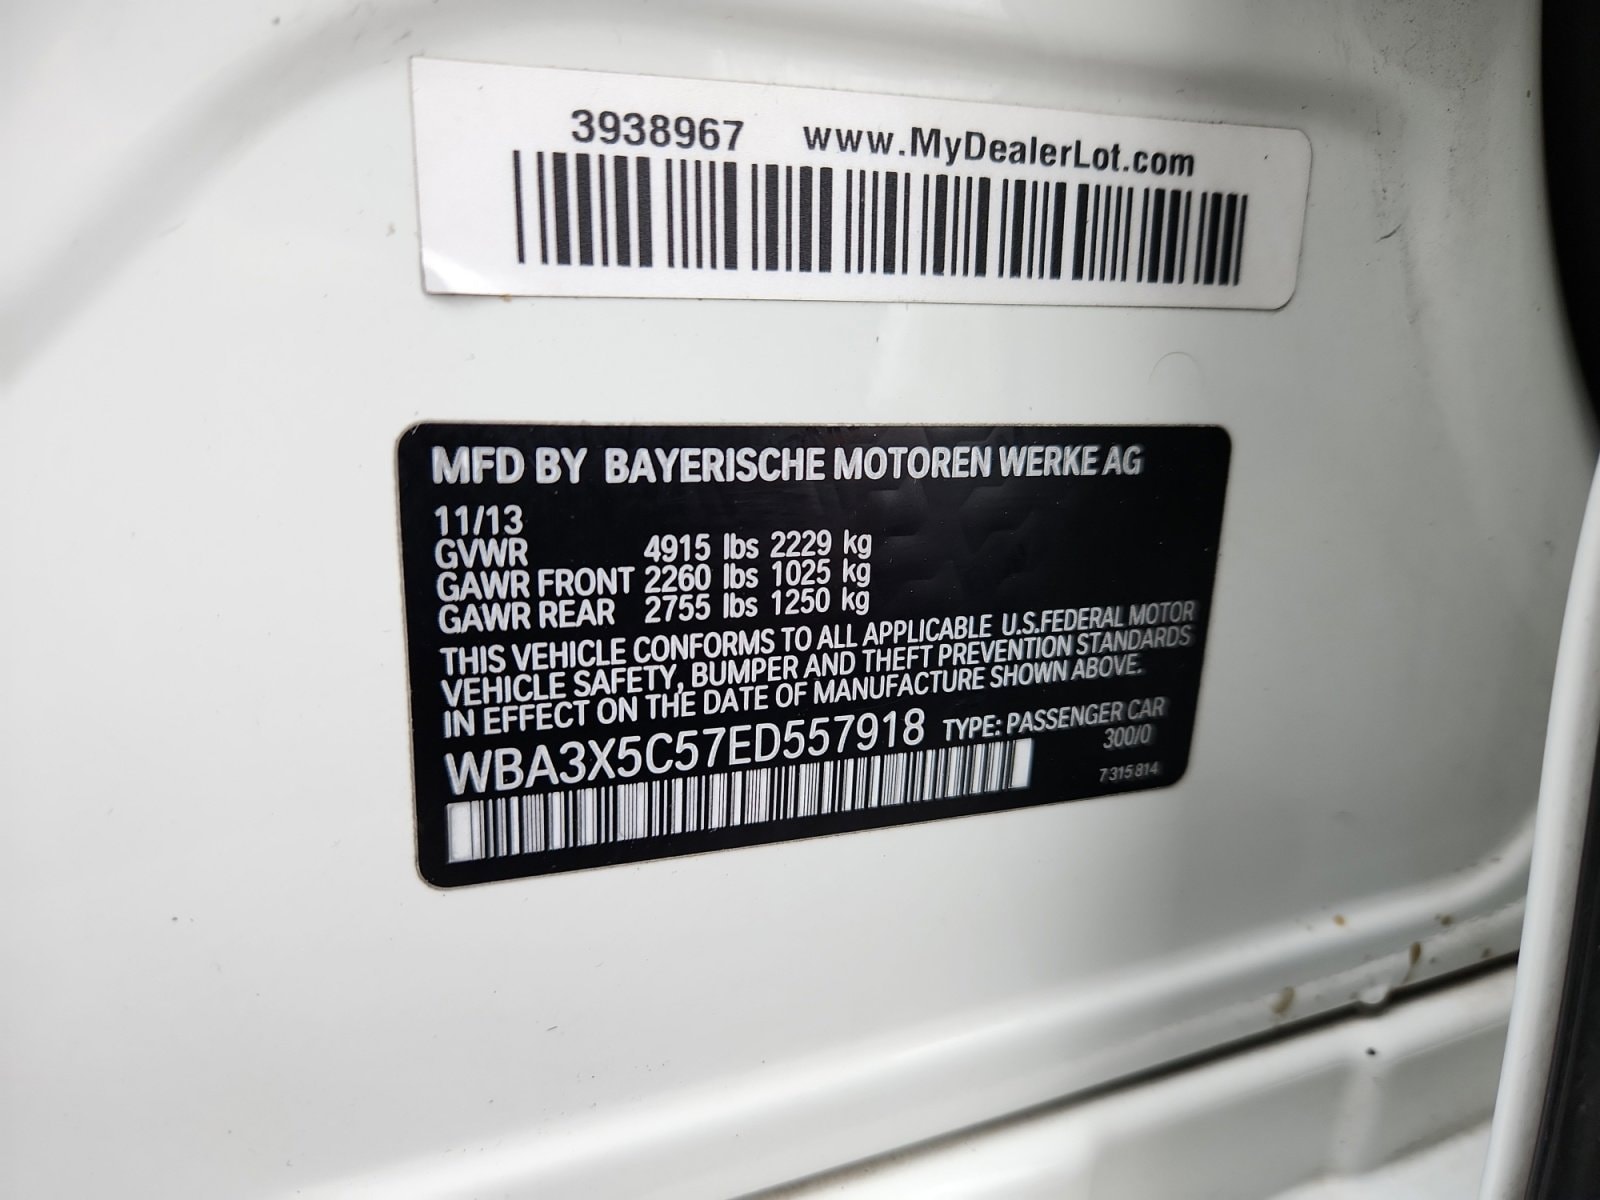 3938967 www.MyDealerLot.com
MFD BY BAYERISCHE MOTOREN WERKE AG
11/13
GVWR 4915 lbs 2229 kg
GAWR FRONT 2260 lbs 1025 kg
GAWR REAR 2755 lbs 1250 kg
THIS VEHICLE CONFORMS TO ALL APPLICABLE U.S.FEDERAL MOTOR
VEHICLE SAFETY, BUMPER AND THEFT PREVENTION STANDARDS
IN EFFECT ON THE DATE OF MANUFACTURE SHOWN ABOVE.
WBA3X5C57ED557918 TYPE: PASSENGER CAR
300/0
7 315 814